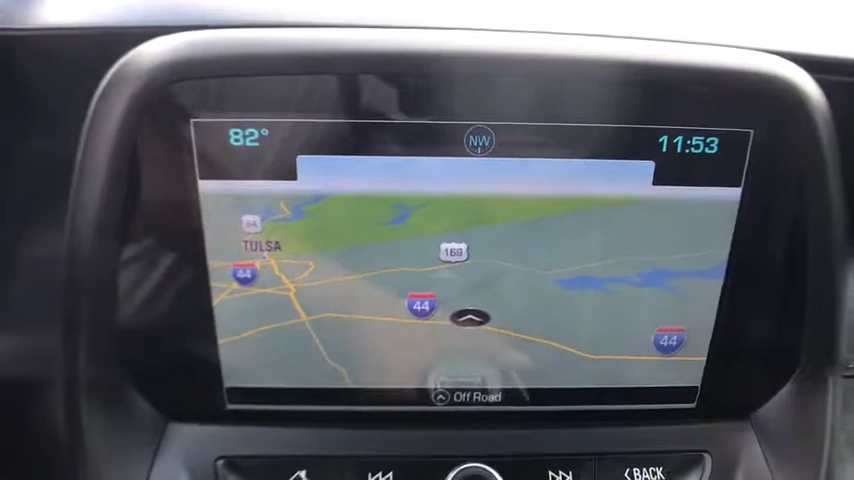 82°
NW
11:53
64
TULSA
169
44
44
44
Off Road
BACK